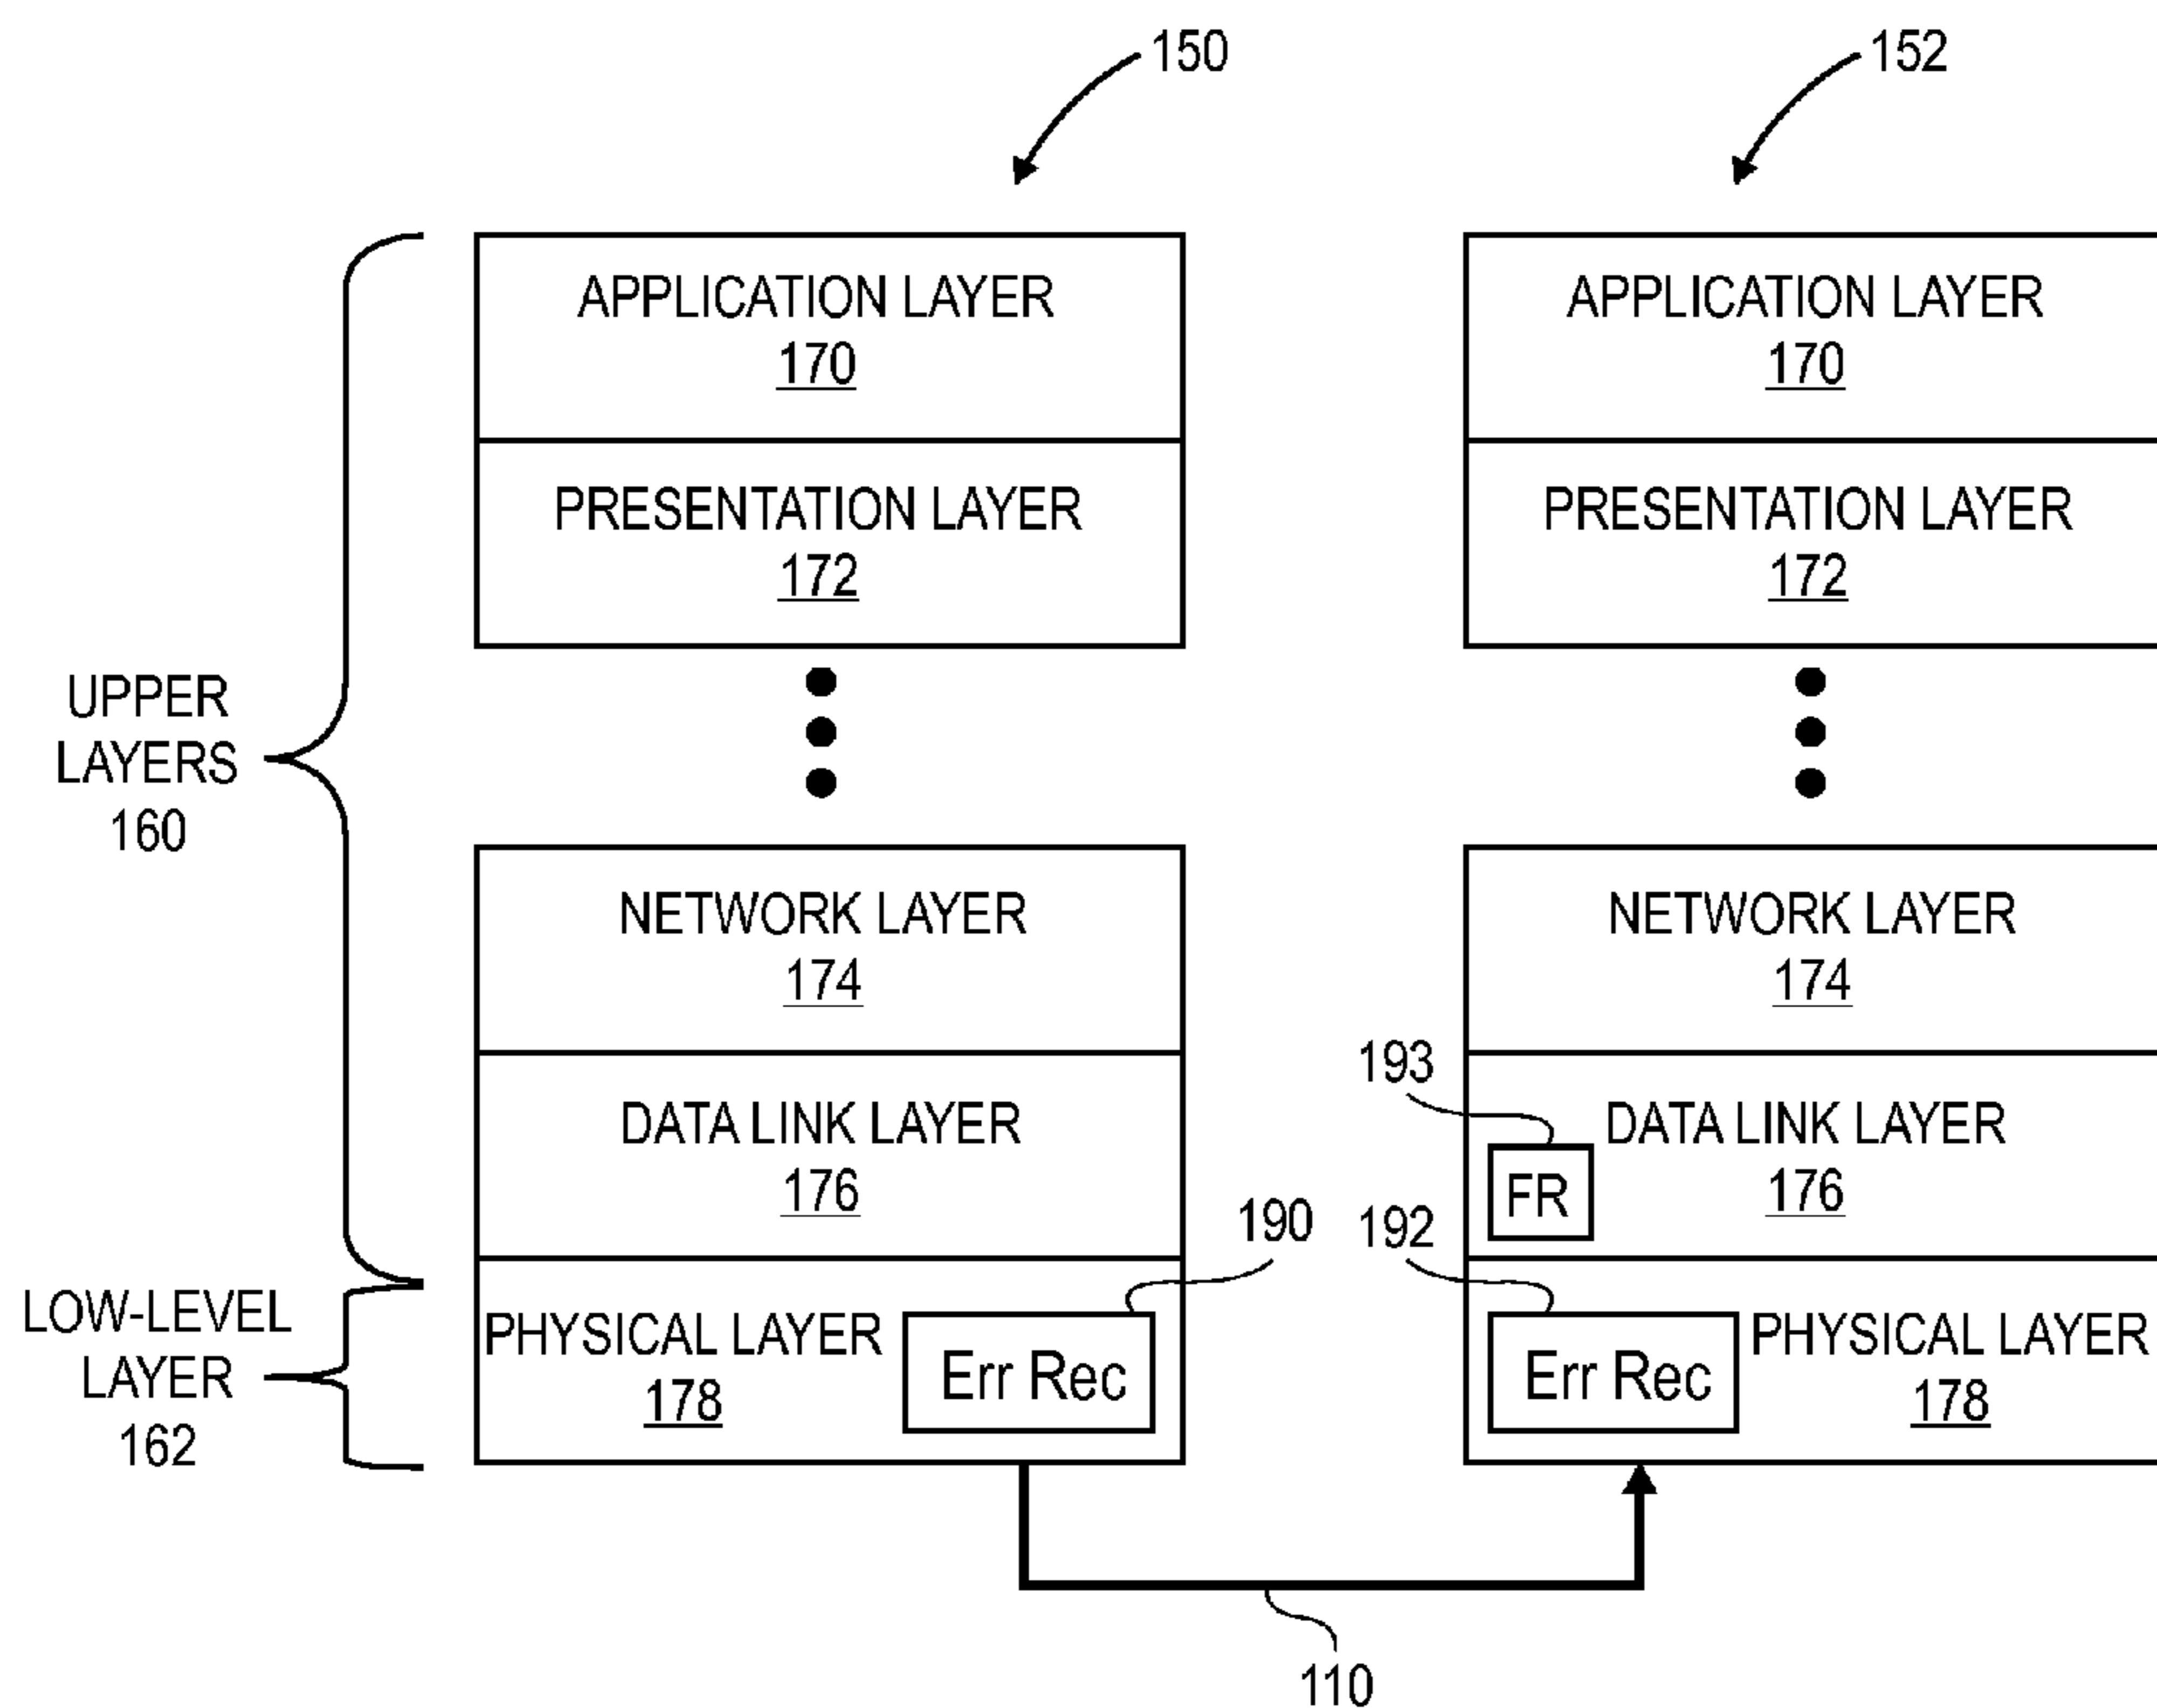 150
152
APPLICATION LAYER
170
APPLICATION LAYER
170
PRESENTATION LAYER
172
PRESENTATION LAYER
172
UPPER
LAYERS
160
NETWORK LAYER
174
NETWORK LAYER
174
193
DATA LINK LAYER
176
DATA LINK LAYER
176
FR
190
192
LOW-LEVEL
LAYER
162
PHYSICAL LAYER
178
Err Rec
Err Rec
PHYSICAL LAYER
178
110